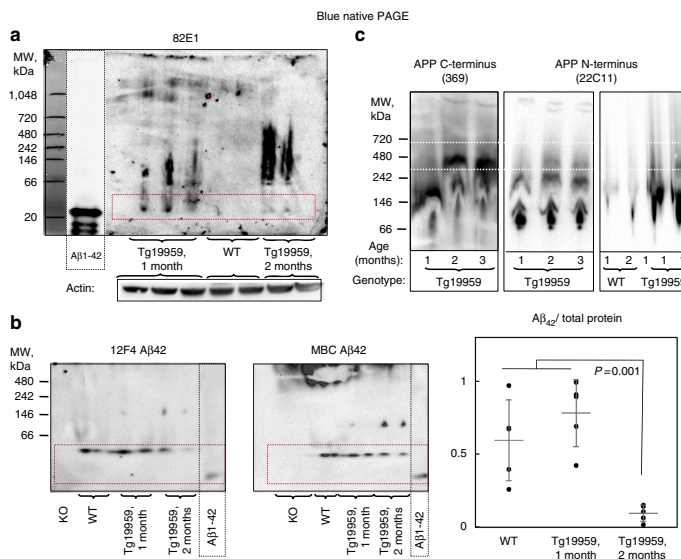 Blue native PAGE
a
82E1
MW,
kDa
1,048
720
480
242
146
66
20
Aβ1-42
Tg19959,
1 month
WT
Tg19959,
2 months
Actin:
c
APP C-terminus
(369)
APP N-terminus
(22C11)
MW,
kDa
720
480
242
146
66
Age
(months):
1 2 3 1 2 3 1 2 1 1 1
Genotype:
Tg19959 Tg19959 WT Tg19959
b
12F4 Aβ42
MW,
kDa
480
242
146
66
KO
WT
Tg19959,
1 month
Tg19959,
2 months
Aβ1-42
MBC Aβ42
KO
WT
Tg19959,
1 month
Tg19959,
2 months
Aβ1-42
Aβ42/ total protein
P=0.001
1
0.5
0
WT
Tg19959,
1 month
Tg19959,
2 months